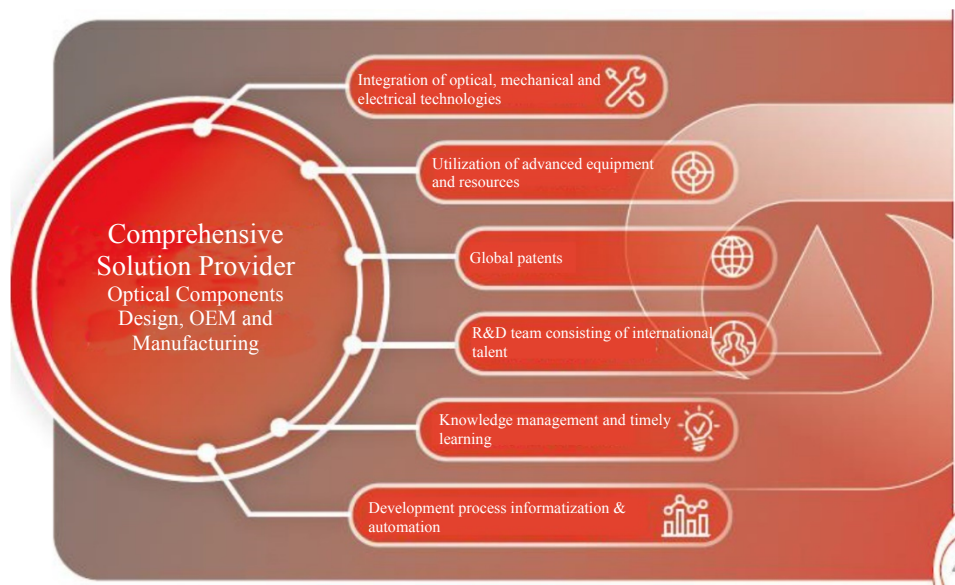 Integration of optical, mechanical and
electrical technologies
Utilization of advanced equipment
and resources
Comprehensive
Solution Provider
Optical Components
Design, OEM and
Manufacturing
Global patents
R&D team consisting of international
talent
Knowledge management and timely
learning
Development process informatization &
automation